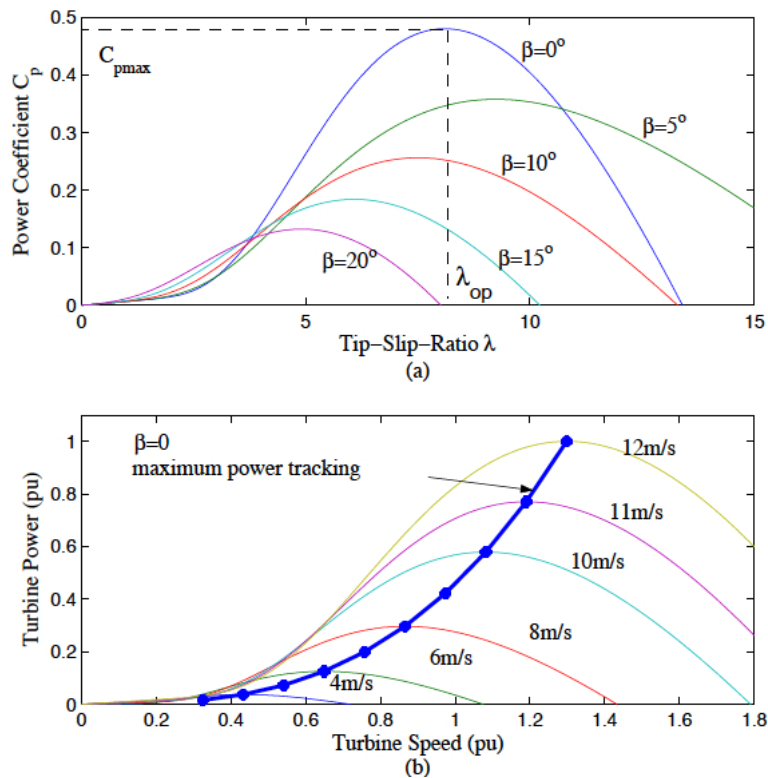 0.5
0.4
0.3
0.2
0.1
0
Power Coefficient C_p
C_pmax
β=0°
β=5°
β=10°
β=15°
β=20°
λ_op
0 5 10 15
Tip−Slip−Ratio λ
(a)
1
0.8
0.6
0.4
0.2
0
Turbine Power (pu)
β=0
maximum power tracking
12m/s
11m/s
10m/s
8m/s
6m/s
4m/s
0 0.2 0.4 0.6 0.8 1 1.2 1.4 1.6 1.8
Turbine Speed (pu)
(b)